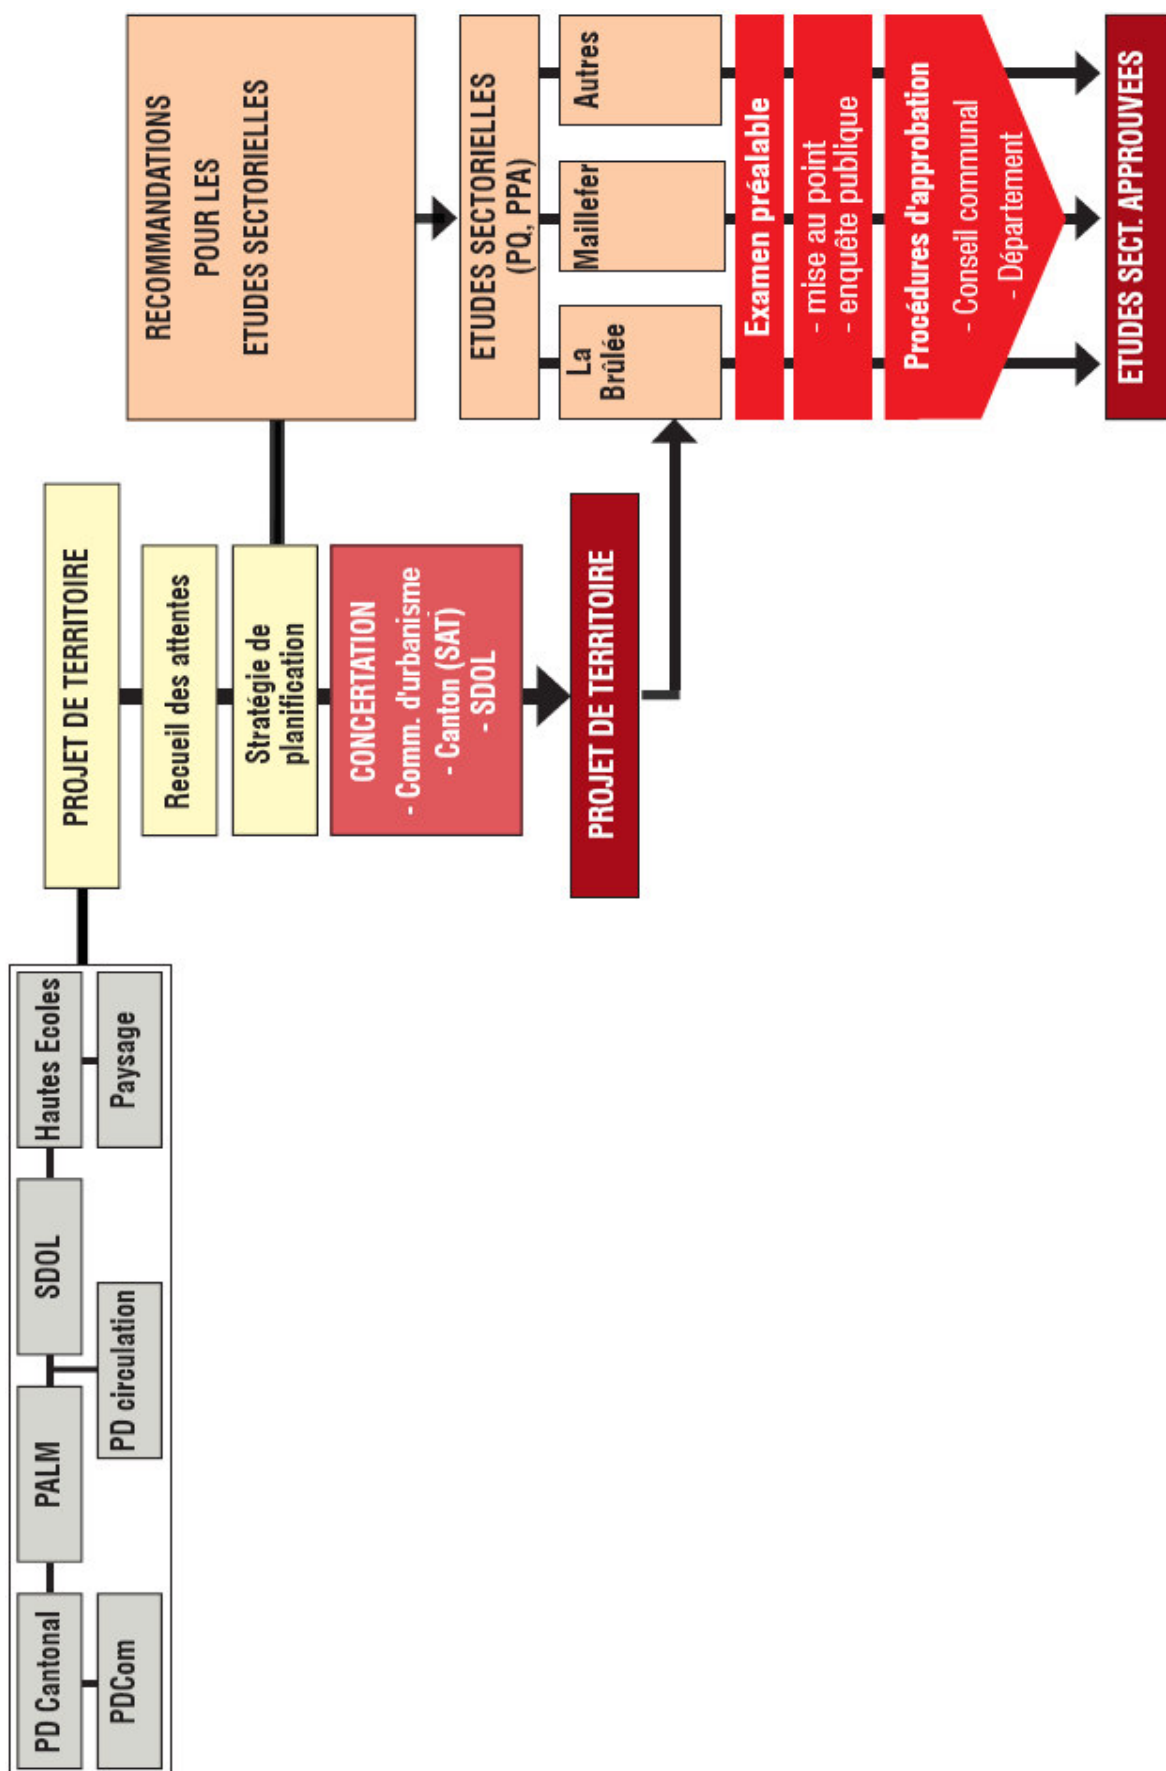 PD Cantonal
PALM
SDOL
Hautes Ecoles
PDCom
PD circulation
Paysage
PROJET DE TERRITOIRE
Recueil des attentes
Stratégie de
planification
CONCERTATION
- Comm. d'urbanisme
- Canton (SAT)
- SDOL
PROJET DE TERRITOIRE
RECOMMANDATIONS
POUR LES
ETUDES SECTORIELLES
ETUDES SECTORIELLES
(PQ, PPA)
La
Brûlée
Maillefer
Autres
Examen préalable
- mise au point
- enquête publique
Procédures d'approbation
- Conseil communal
- Département
ETUDES SECT. APPROUVEES